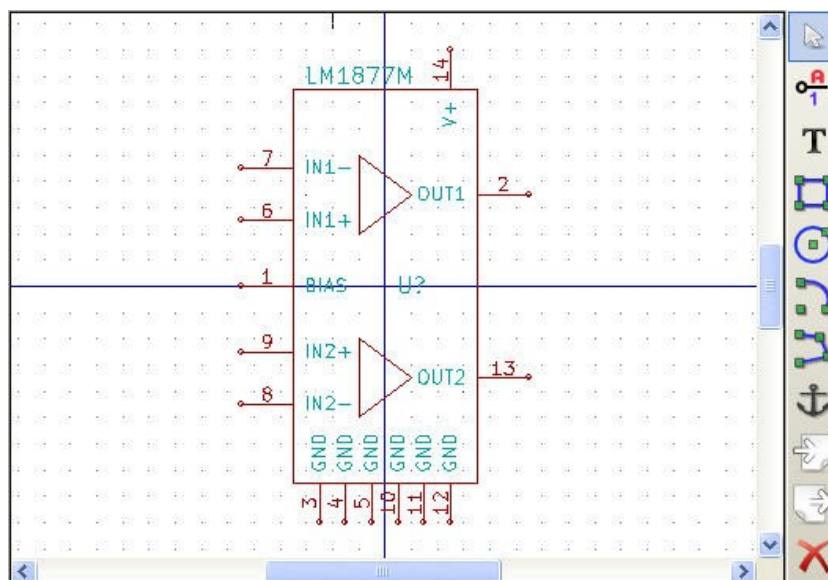 LM1877M
14
V+
7 IN1-
OUT1 2
6 IN1+
1 BIAS U?
9 IN2+
OUT2 13
8 IN2-
GND GND GND GND GND GND
3 4 5 10 11 12
A
1
T